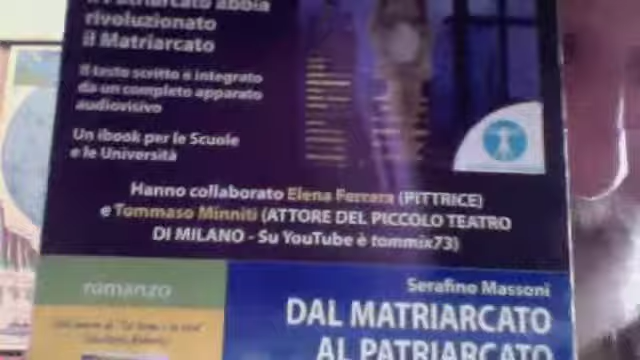 il Patriarcato abbia
rivoluzionato
il Matriarcato
Il testo scritto è integrato
da un completo apparato
audiovisivo
Un ibook per le Scuole
e le Università
Hanno collaborato Elena Ferrara (PITTRICE)
e Tommaso Minniti (ATTORE DEL PICCOLO TEATRO
DI MILANO - Su YouTube è tommix73)
romanzo
Serafino Massoni
DAL MATRIARCATO
AL PATRIARCATO